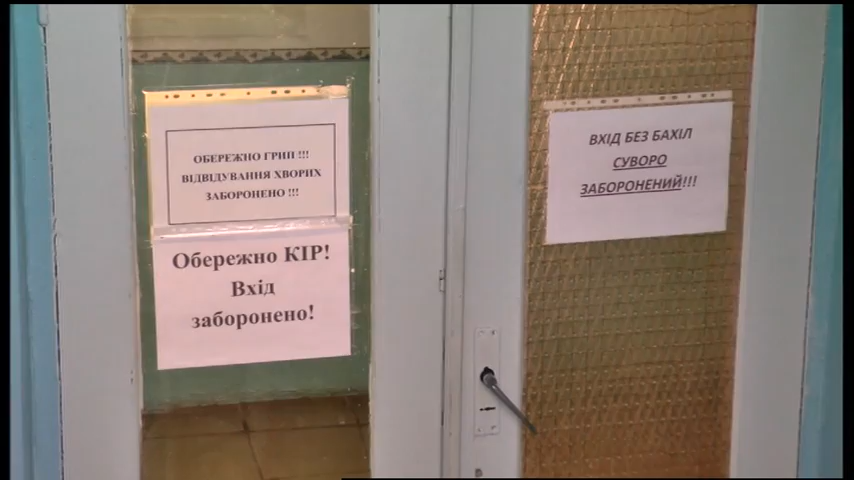 ОБЕРЕЖНО ГРИП !!!
ВІДВІДУВАННЯ ХВОРИХ
ЗАБОРОНЕНО !!!
Обережно КІР!
Вхід
заборонено!
ВХІД БЕЗ БАХІЛ
СУВОРО
ЗАБОРОНЕНИЙ!!!